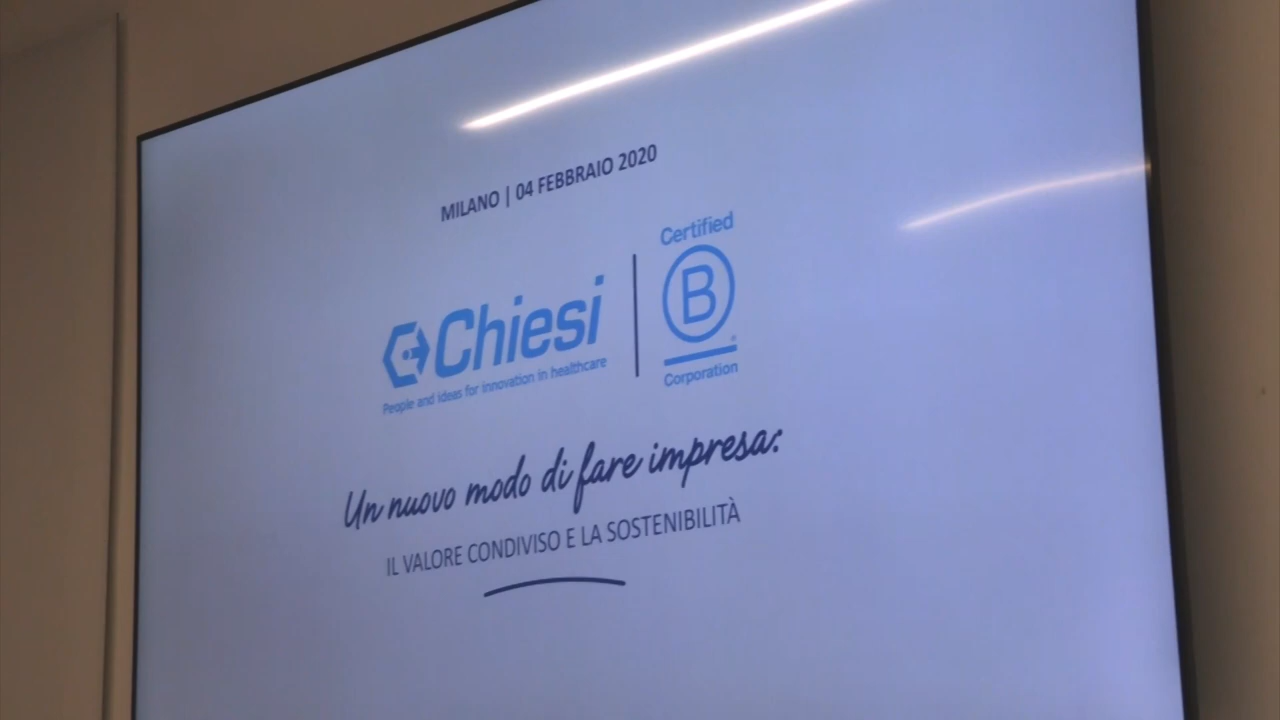 MILANO | 04 FEBBRAIO 2020
Chiesi
People and ideas for innovation in healthcare
Certified
B
Corporation
Un nuovo modo di fare impresa:
IL VALORE CONDIVISO E LA SOSTENIBILITÀ